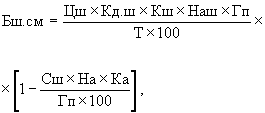 Бш.см = Цш × Кд.ш × Кш × Наш × Гп / Т × 100 ×
× [1 − Сш × На × Ка / Гп × 100] ,